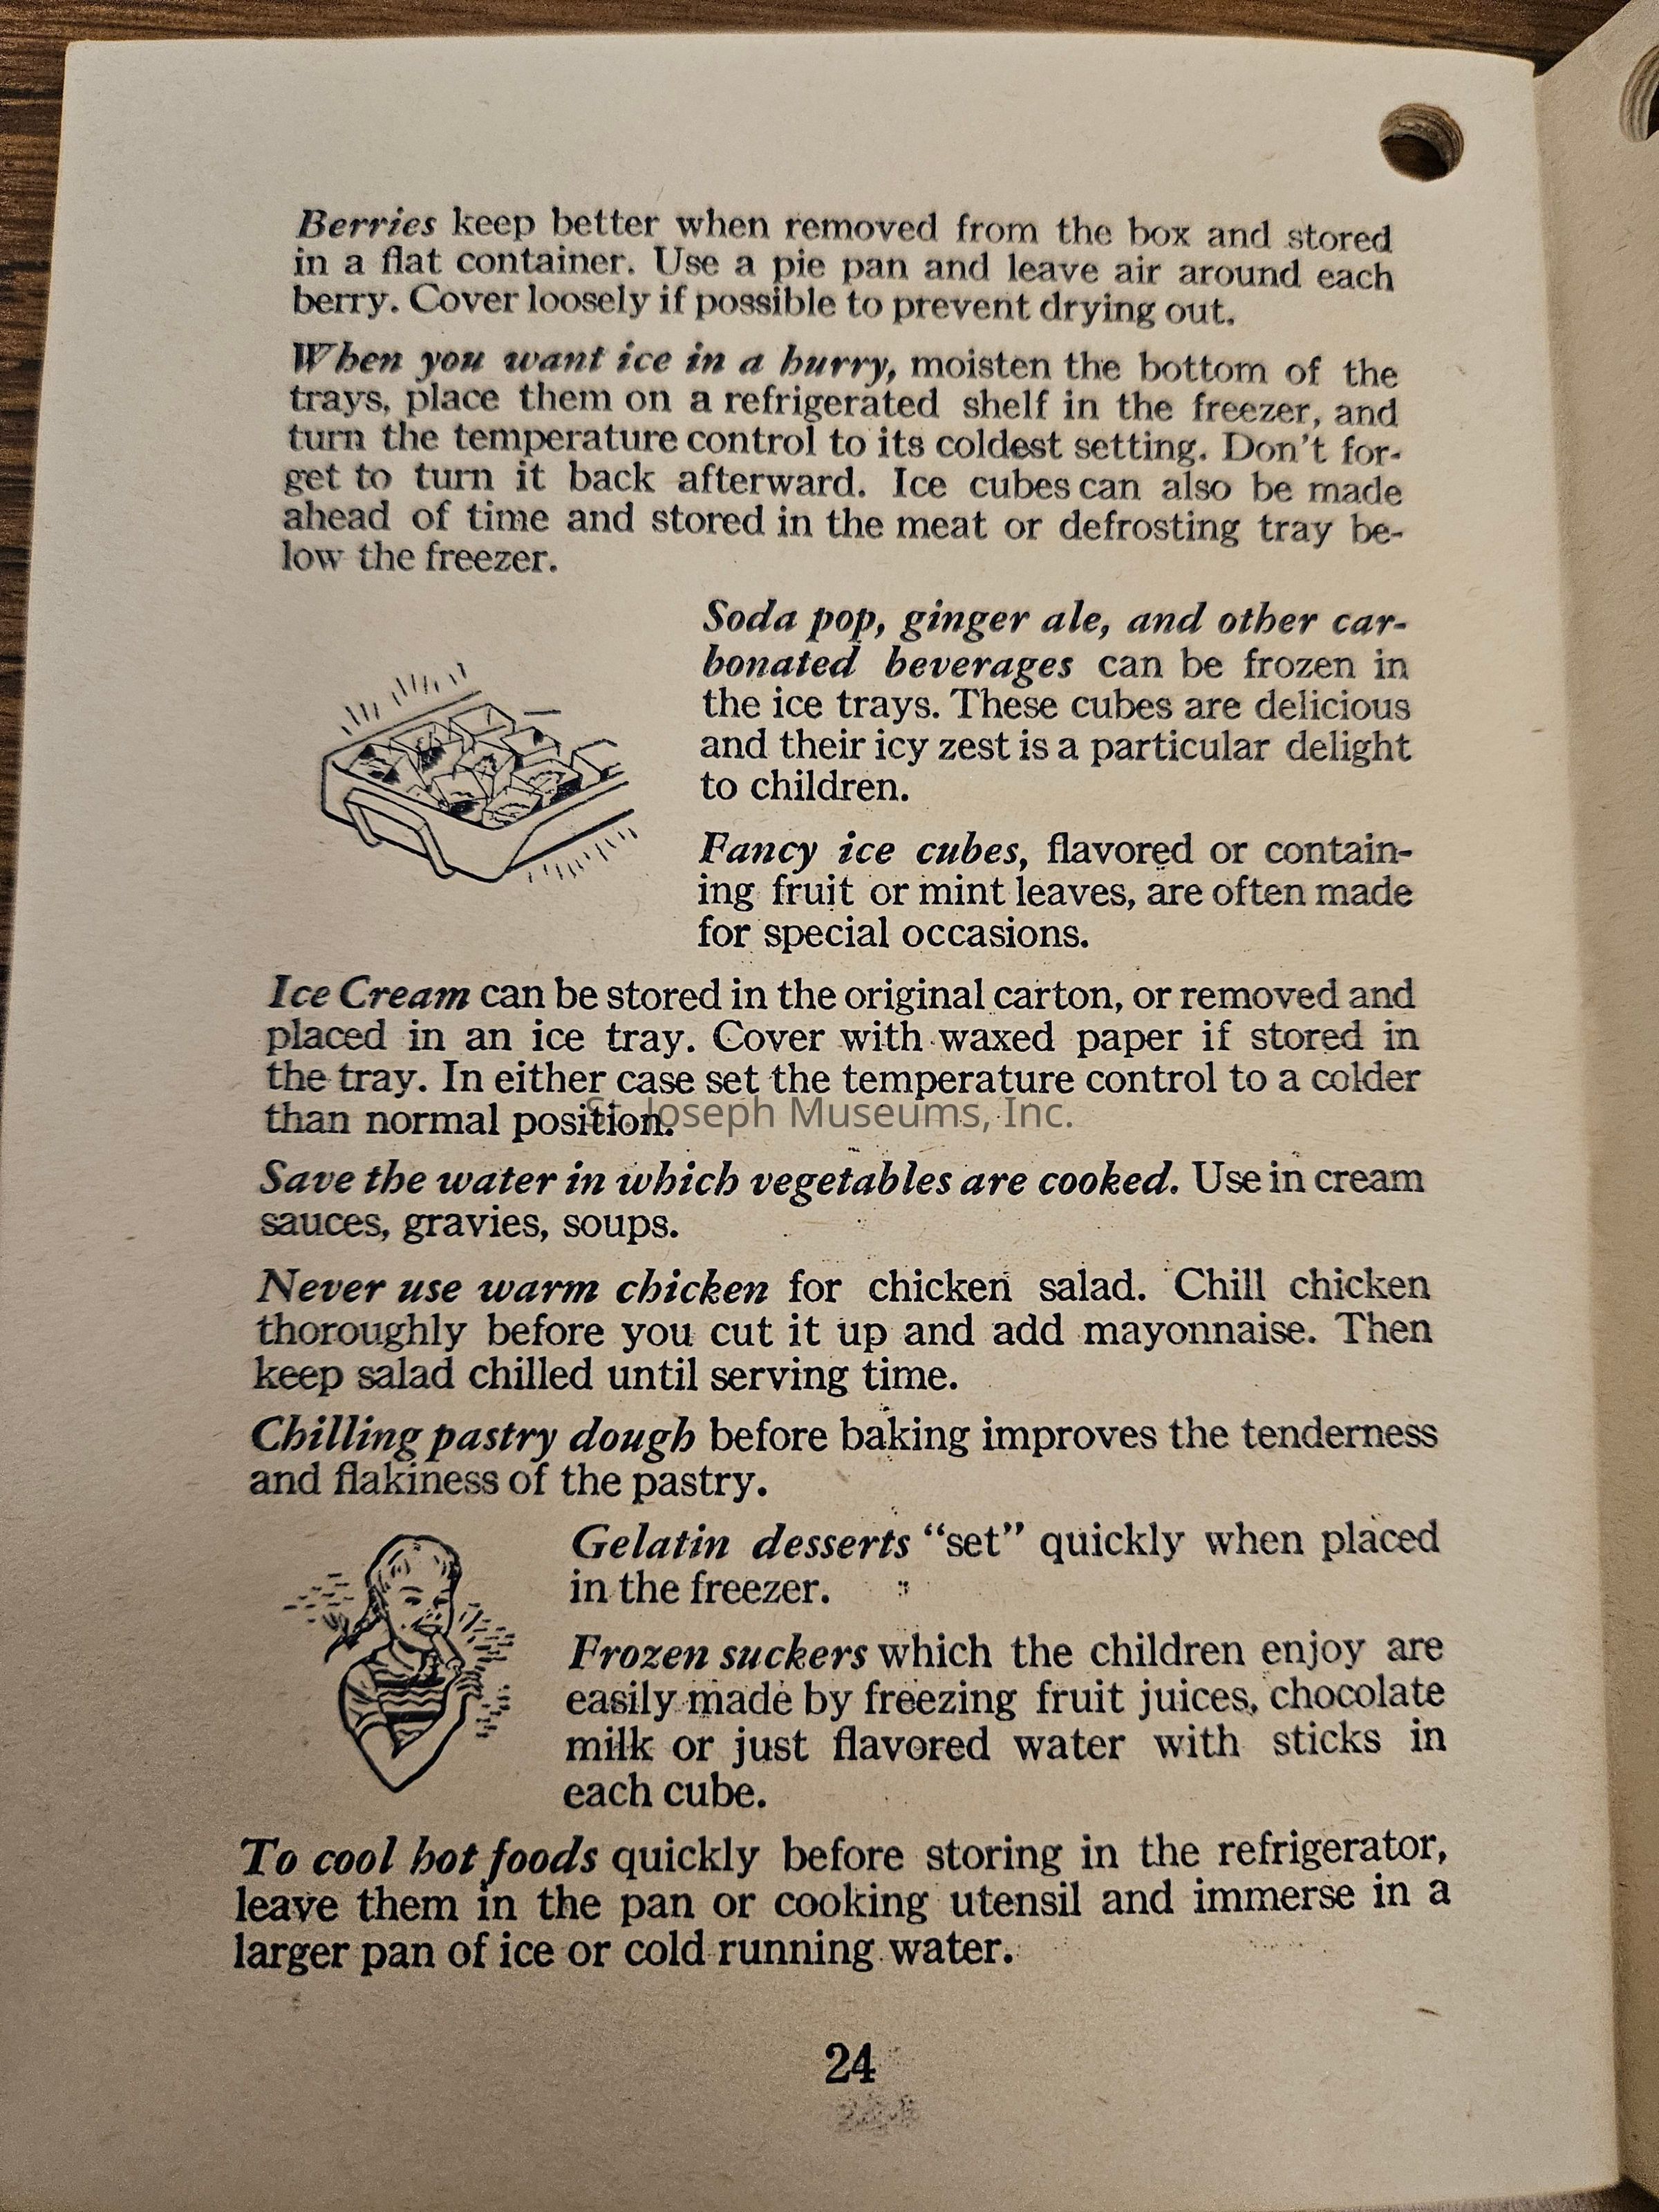 Berries keep better when removed from the box and stored
in a flat container. Use a pie pan and leave air around each
berry. Cover loosely if possible to prevent drying out.
When you want ice in a hurry, moisten the bottom of the
trays, place them on a refrigerated shelf in the freezer, and
turn the temperature control to its coldest setting. Don't for-
get to turn it back afterward. Ice cubes can also be made
ahead of time and stored in the meat or defrosting tray be-
low the freezer.
Soda pop, ginger ale, and other car-
bonated beverages can be frozen in
the ice trays. These cubes are delicious
and their icy zest is a particular delight
to children.
Fancy ice cubes, flavored or contain-
ing fruit or mint leaves, are often made
for special occasions.
Ice Cream can be stored in the original carton, or removed and
placed in an ice tray. Cover with waxed paper if stored in
the tray. In either case set the temperature control to a colder
than normal position.
St. Joseph Museums, Inc.
Save the water in which vegetables are cooked. Use in cream
sauces, gravies, soups.
Never use warm chicken for chicken salad. Chill chicken
thoroughly before you cut it up and add mayonnaise. Then
keep salad chilled until serving time.
Chilling pastry dough before baking improves the tenderness
and flakiness of the pastry.
Gelatin desserts "set" quickly when placed
in the freezer.
Frozen suckers which the children enjoy are
easily made by freezing fruit juices, chocolate
milk or just flavored water with sticks in
each cube.
To cool hot foods quickly before storing in the refrigerator,
leave them in the pan or cooking utensil and immerse in a
larger pan of ice or cold running water.
24